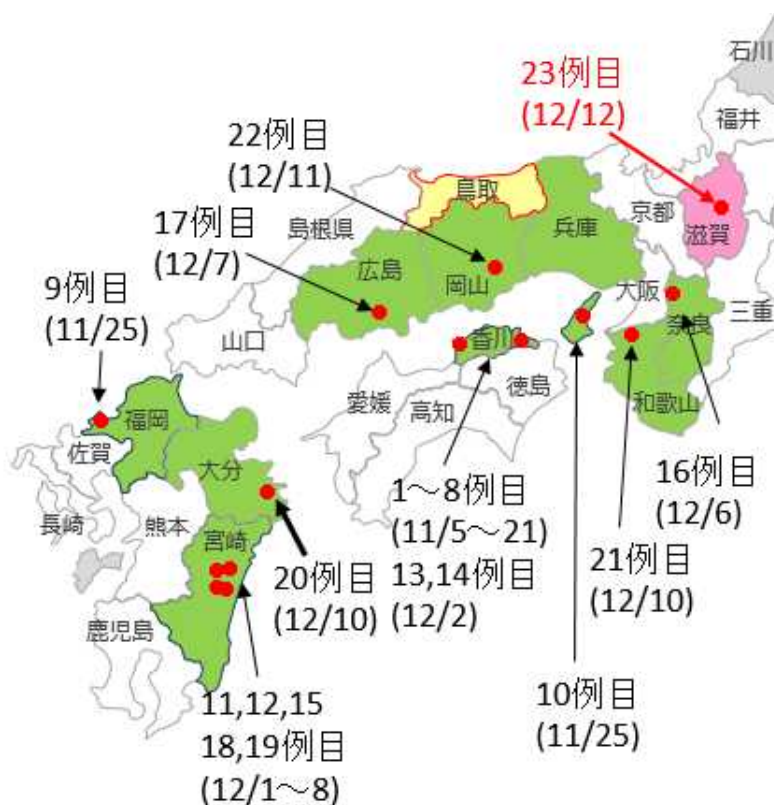 石川
23例目
(12/12)
福井
22例目
(12/11)
鳥取
京都
滋賀
兵庫
島根県
17例目
(12/7)
広島
岡山
大阪
奈良
三重
9例目
(11/25)
山口
香川
徳島
愛媛
高知
和歌山
福岡
佐賀
大分
長崎
熊本
宮崎
鹿児島
1～8例目
(11/5～21)
13,14例目
(12/2)
16例目
(12/6)
20例目
(12/10)
21例目
(12/10)
10例目
(11/25)
11,12,15
18,19例目
(12/1～8)